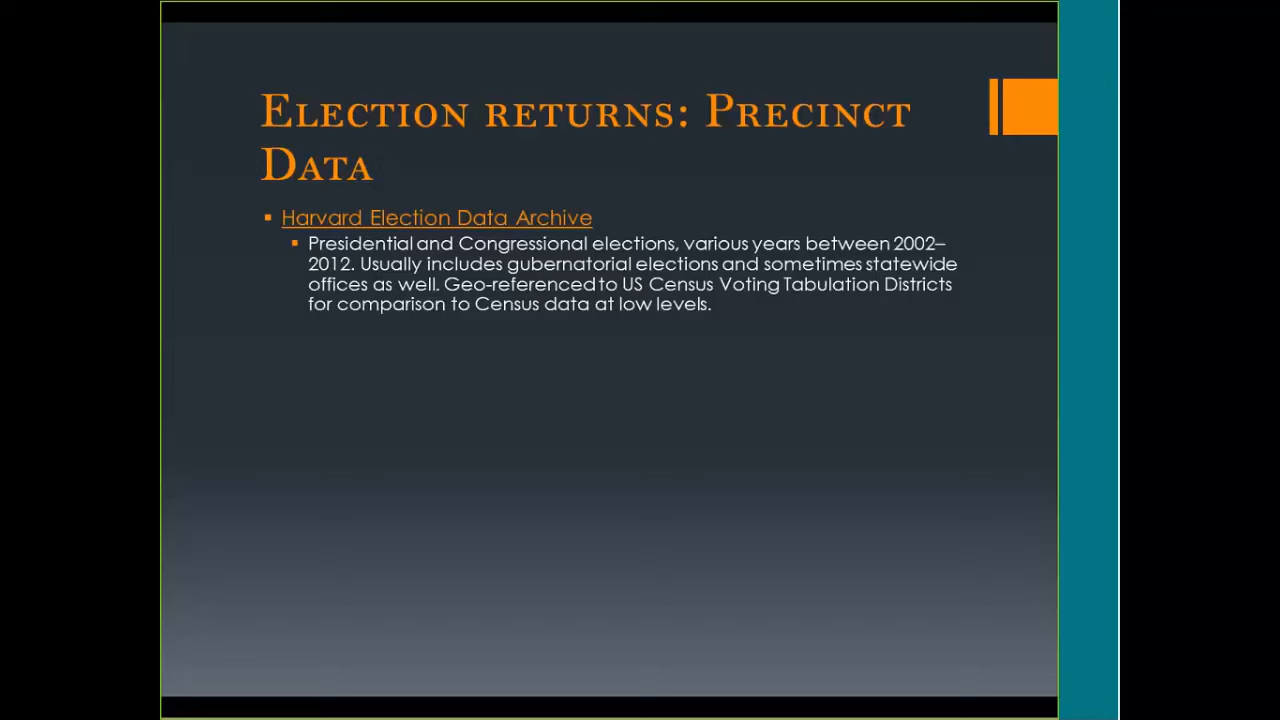 Election returns: Precinct
Data
Harvard Election Data Archive
Presidential and Congressional elections, various years between 2002–
2012. Usually includes gubernatorial elections and sometimes statewide
offices as well. Geo-referenced to US Census Voting Tabulation Districts
for comparison to Census data at low levels.